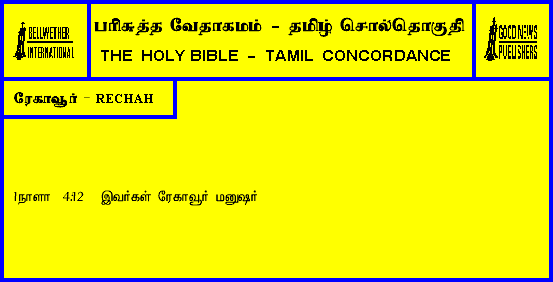 BELLWETHER
INTERNATIONAL
பரிசுத்த வேதாகமம் - தமிழ் சொல்தொகுதி
THE HOLY BIBLE - TAMIL CONCORDANCE
GOOD NEWS
PUBLISHERS
ரேகாவூர் - RECHAH
1நாளா 4:12 இவர்கள் ரேகாவூர் மனுஷர்